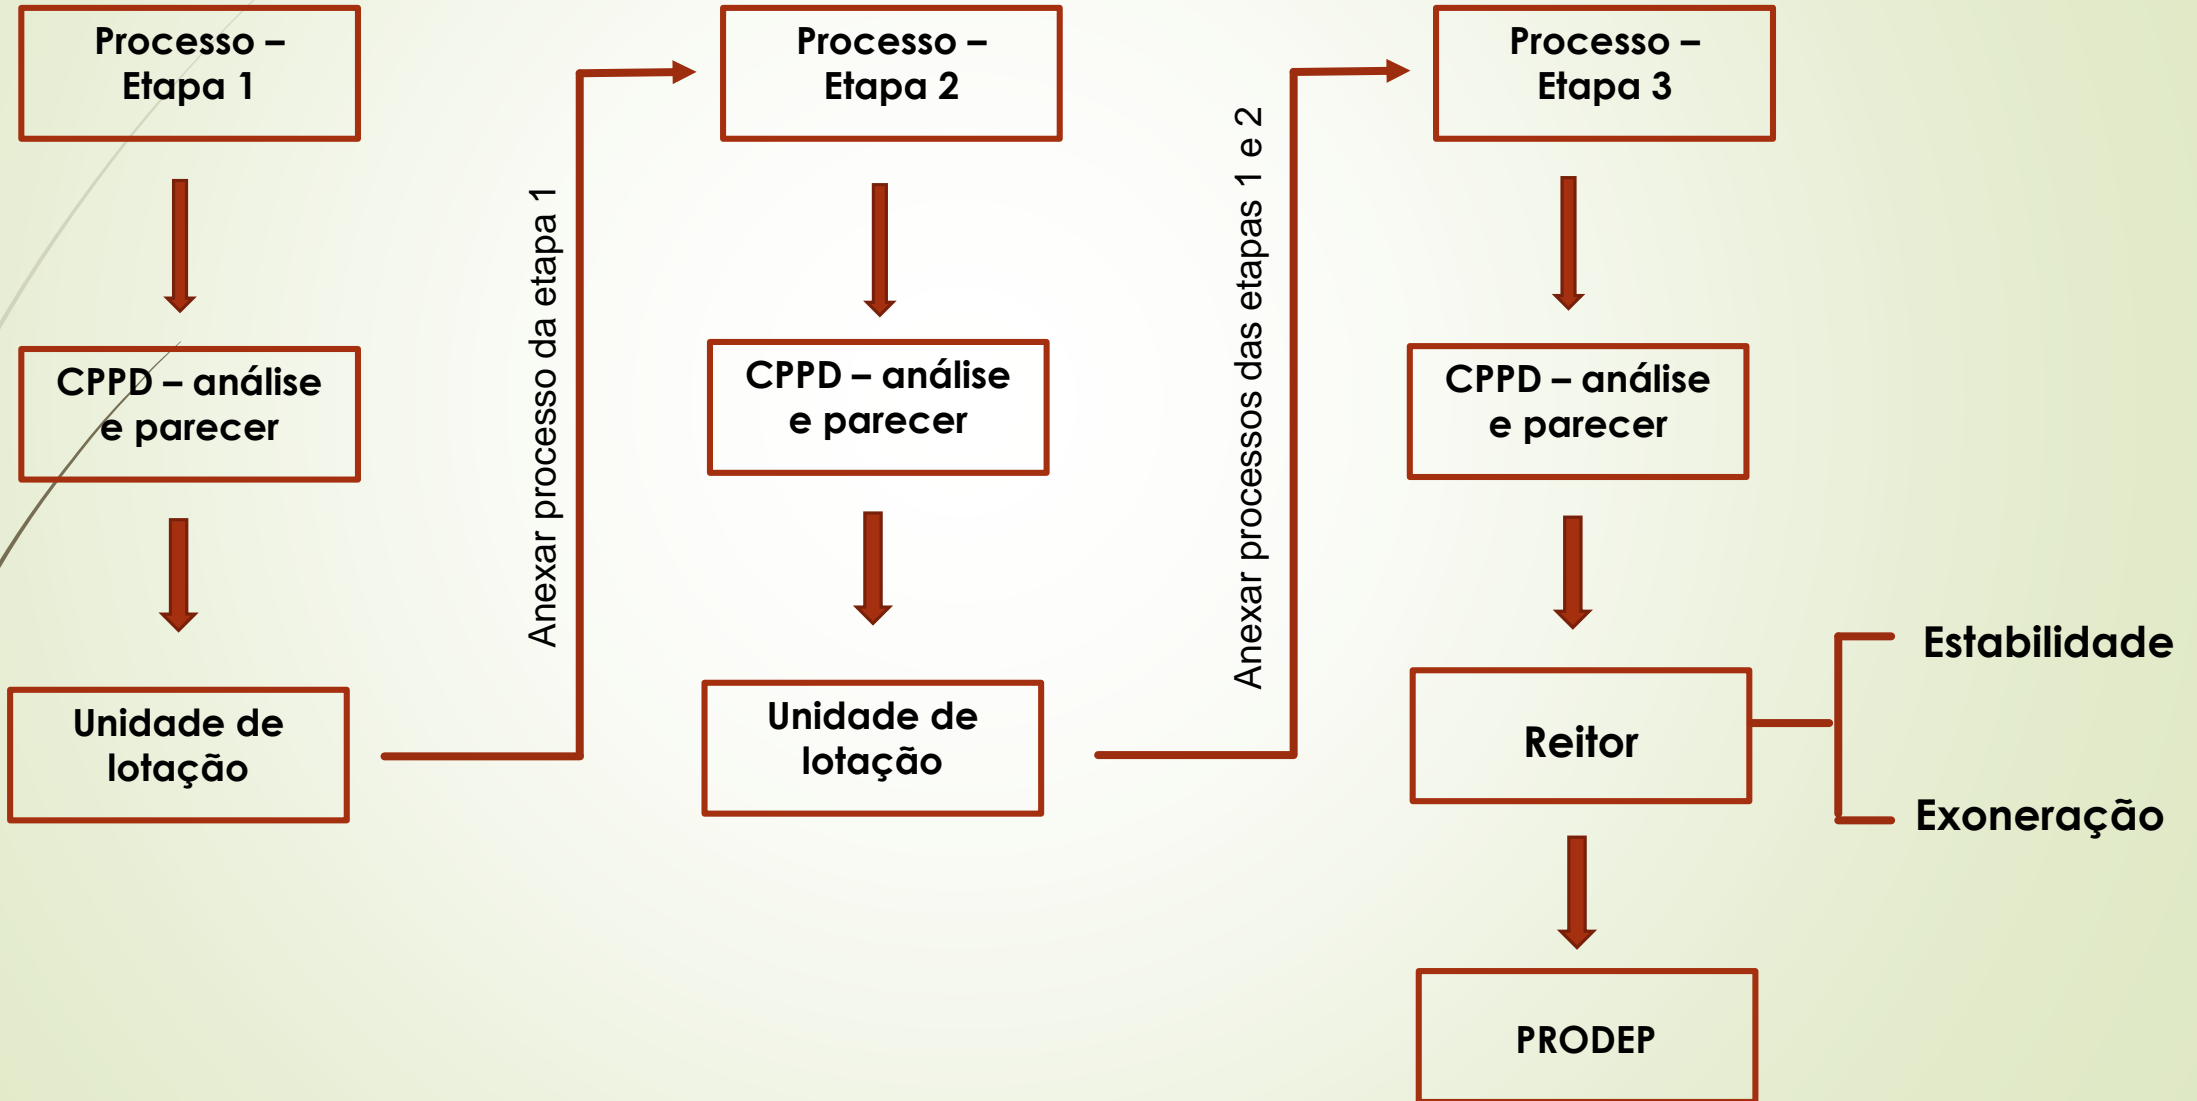 Processo –
Etapa 1
CPPD – análise
e parecer
Unidade de
lotação
Anexar processo da etapa 1
Processo –
Etapa 2
CPPD – análise
e parecer
Unidade de
lotação
Anexar processos das etapas 1 e 2
Processo –
Etapa 3
CPPD – análise
e parecer
Reitor
Estabilidade
Exoneração
PRODEP